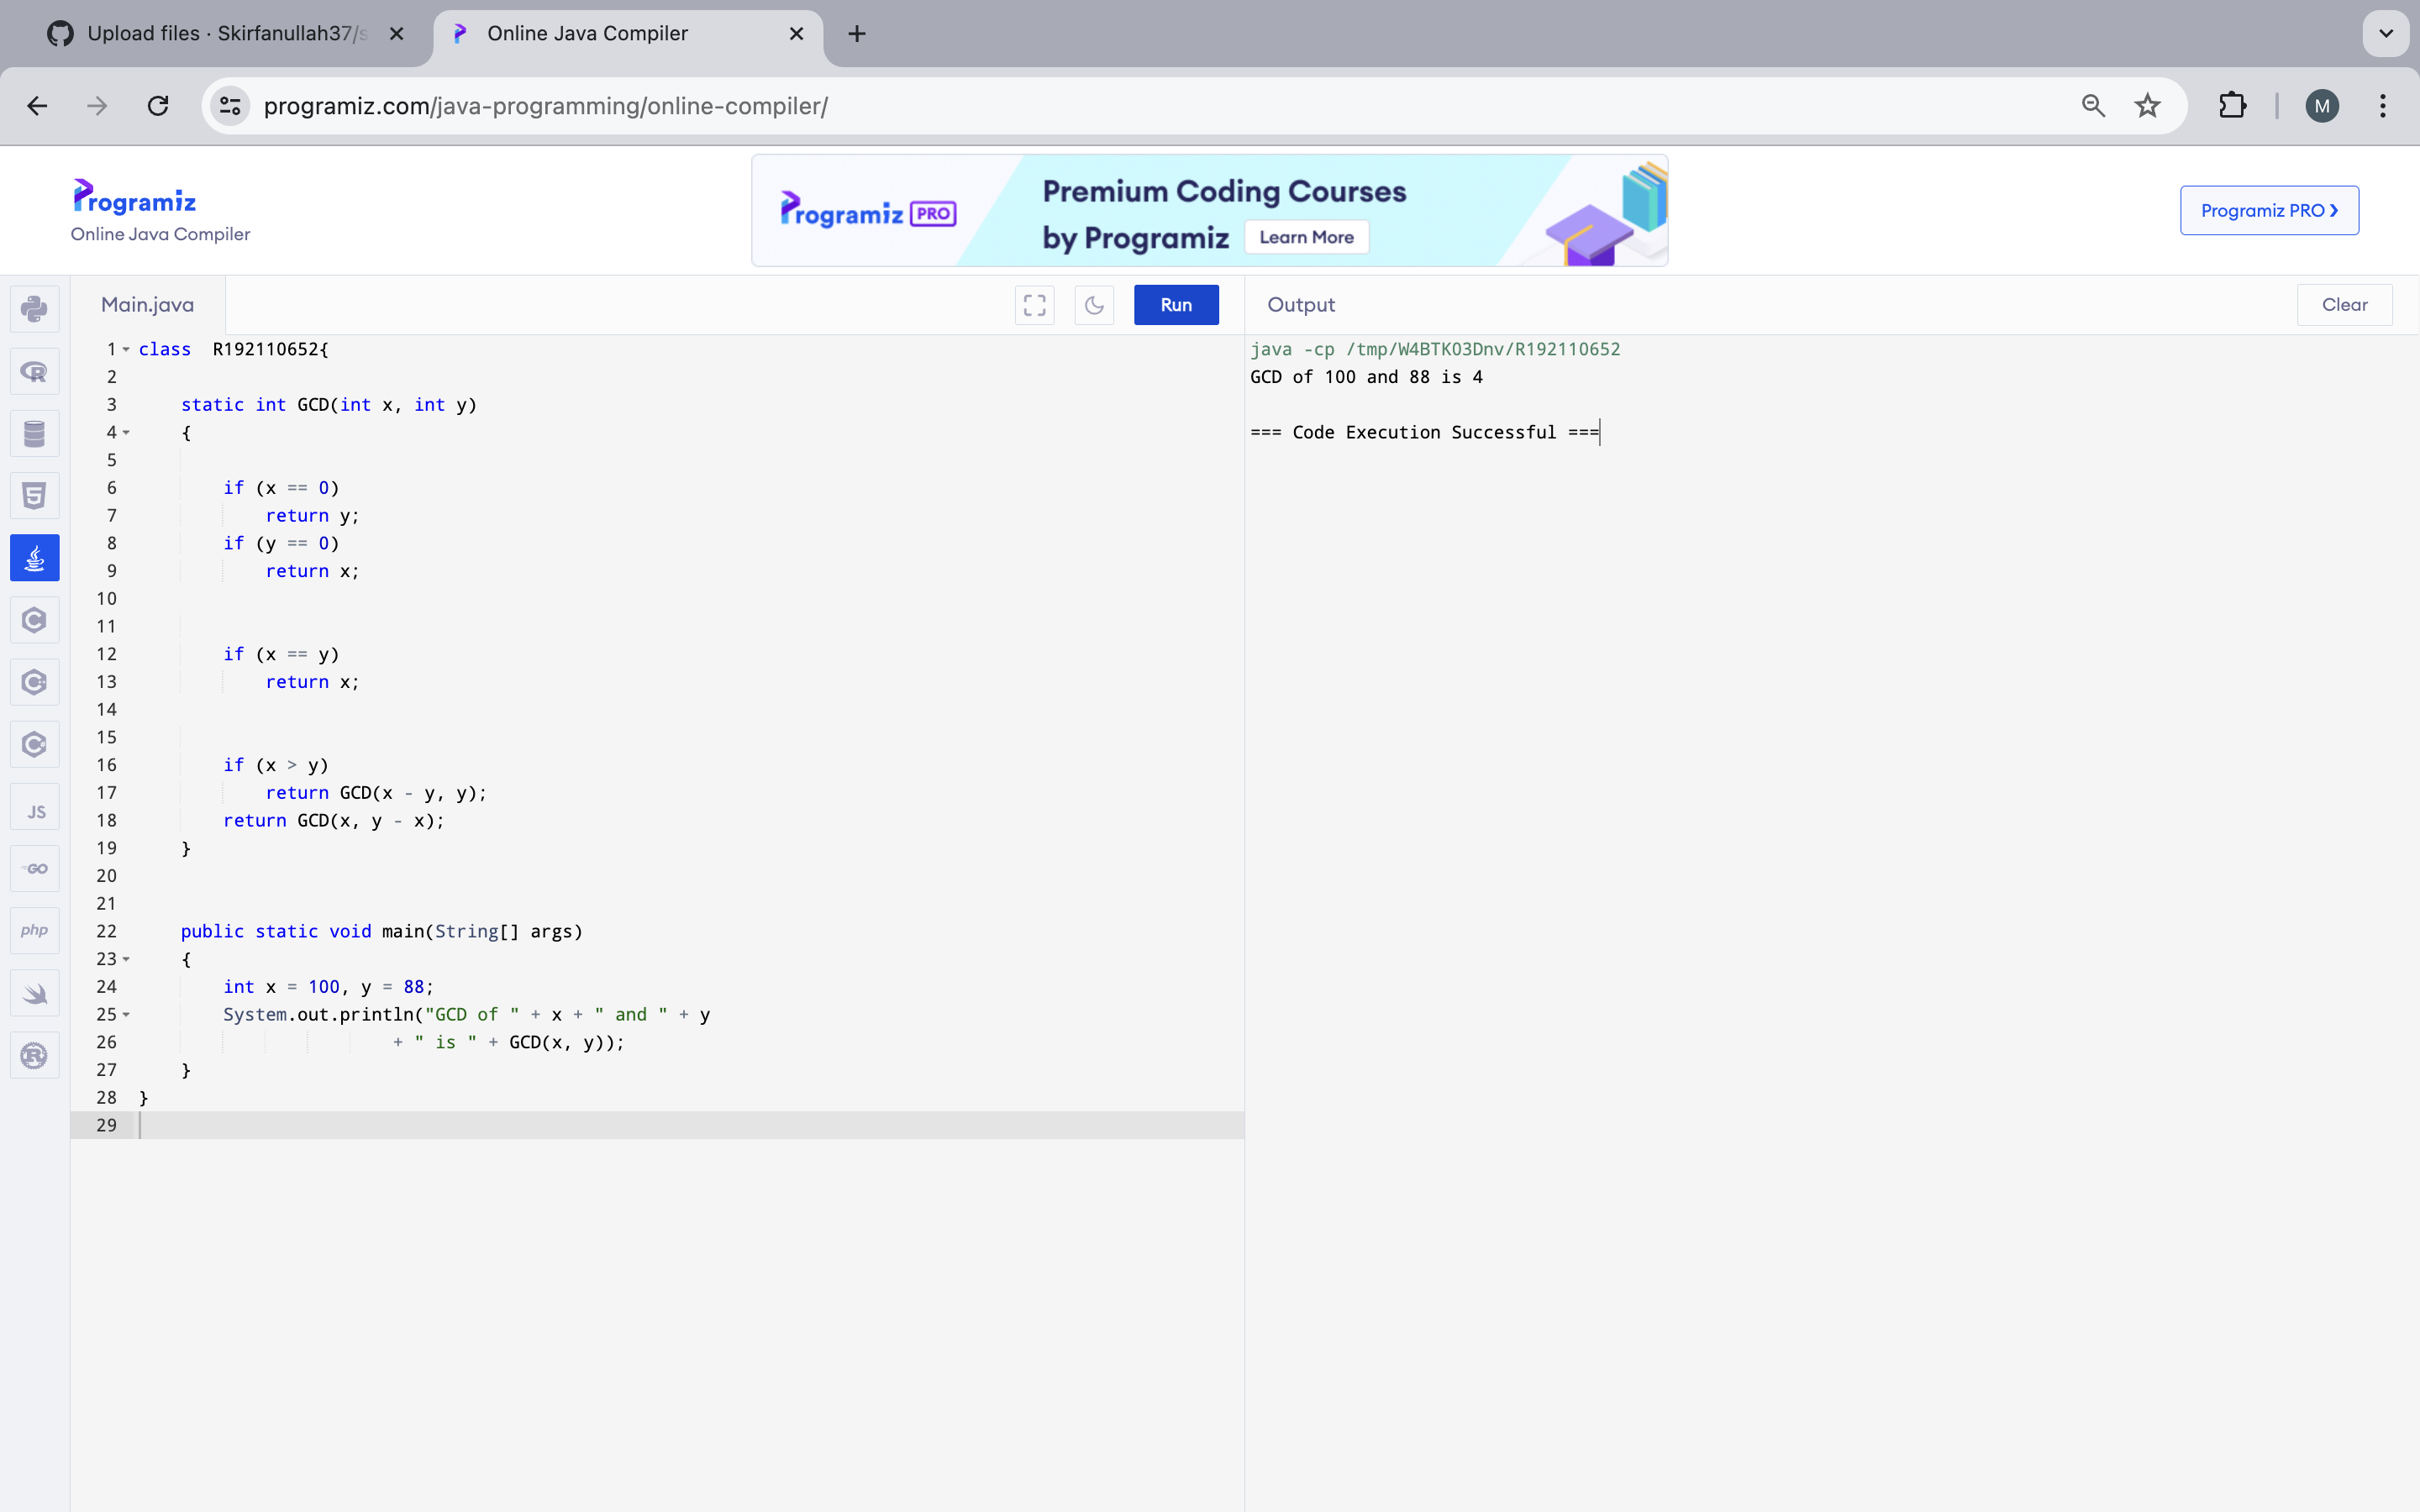 Upload files · Skirfanullah37/s
Online Java Compiler
programiz.com/java-programming/online-compiler/
M
Programiz
Online Java Compiler
Programiz PRO
Premium Coding Courses
by Programiz
Learn More
Programiz PRO ❯
Main.java
Run
Output
Clear
1 class  R192110652{
2
3     static int GCD(int x, int y)
4     {
5
6         if (x == 0)
7             return y;
8         if (y == 0)
9             return x;
10
11
12         if (x == y)
13             return x;
14
15
16         if (x > y)
17             return GCD(x - y, y);
18         return GCD(x, y - x);
19     }
20
21
22     public static void main(String[] args)
23     {
24         int x = 100, y = 88;
25         System.out.println("GCD of " + x + " and " + y
26                         + " is " + GCD(x, y));
27     }
28 }
29
java -cp /tmp/W4BTKO3Dnv/R192110652
GCD of 100 and 88 is 4
=== Code Execution Successful ===
JS
GO
php